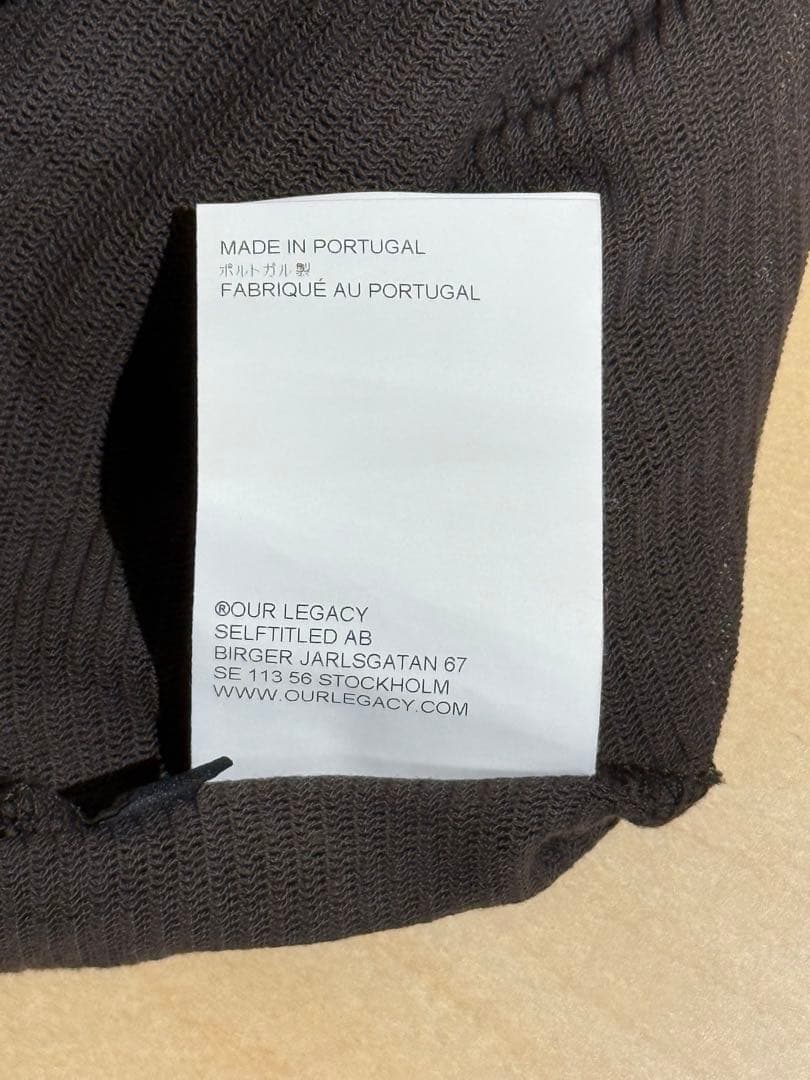 MADE IN PORTUGAL
ポルトガル製
FABRIQUÉ AU PORTUGAL
®OUR LEGACY
SELFTITLED AB
BIRGER JARLSGATAN 67
SE 113 56 STOCKHOLM
WWW.OURLEGACY.COM